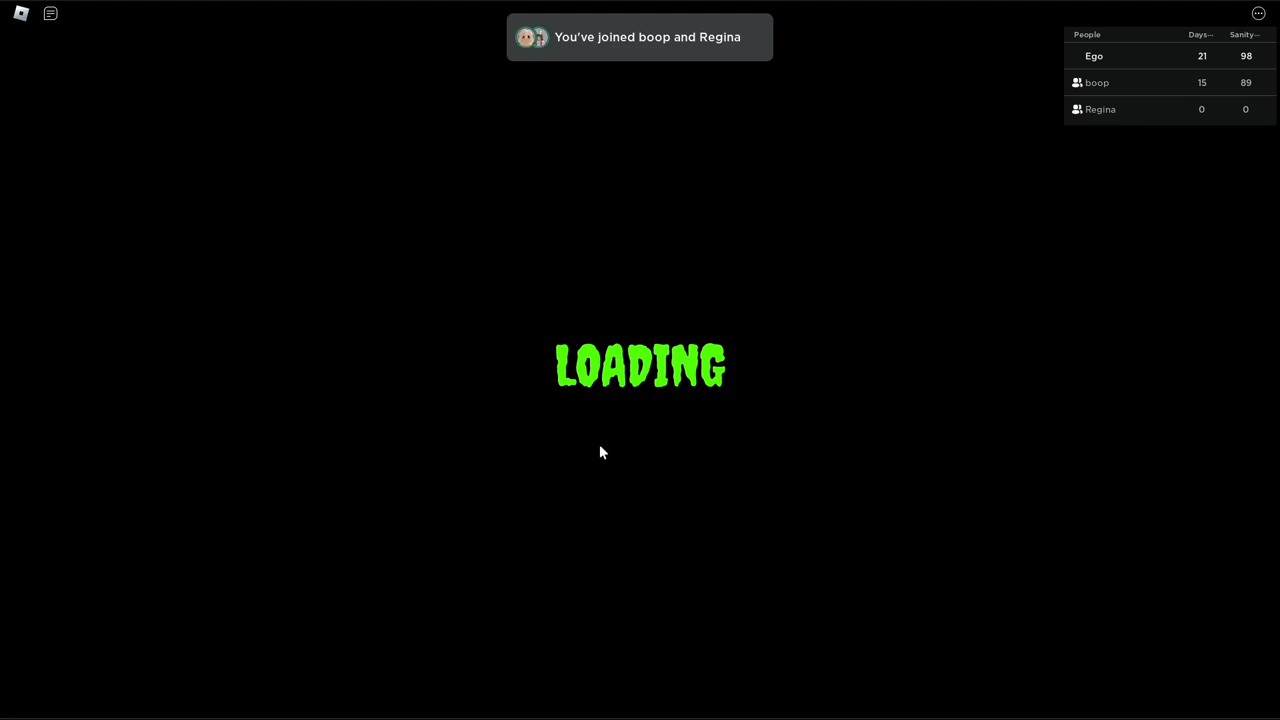 You've joined boop and Regina
People Days··· Sanity···
Ego 21 98
boop 15 89
Regina 0 0
LOADING